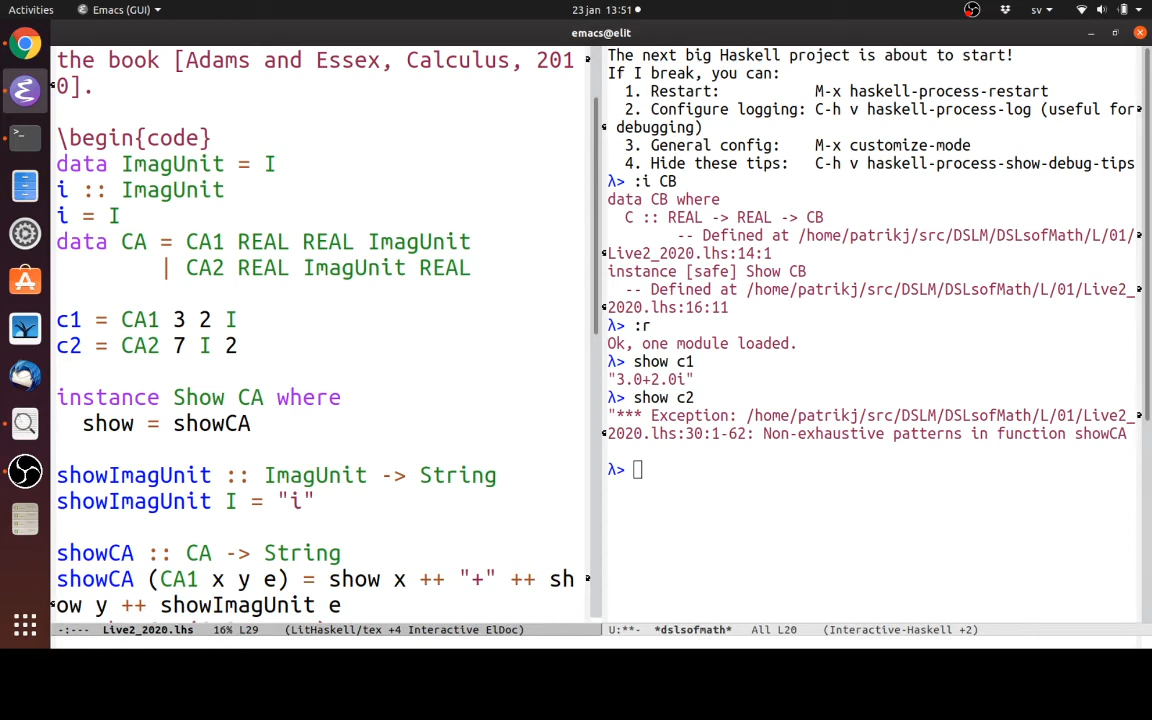 Activities
Emacs (GUI)
23 jan 13:51
sv
emacs@elit
the book [Adams and Essex, Calculus, 201
0].
\begin{code}
data ImagUnit = I
i :: ImagUnit
i = I
data CA = CA1 REAL REAL ImagUnit
| CA2 REAL ImagUnit REAL
c1 = CA1 3 2 I
c2 = CA2 7 I 2
instance Show CA where
show = showCA
showImagUnit :: ImagUnit -> String
showImagUnit I = "i"
showCA :: CA -> String
showCA (CA1 x y e) = show x ++ "+" ++ sh
ow y ++ showImagUnit e
-:--- Live2_2020.lhs 16% L29 (LitHaskell/tex +4 Interactive ElDoc)
The next big Haskell project is about to start!
If I break, you can:
1. Restart: M-x haskell-process-restart
2. Configure logging: C-h v haskell-process-log (useful for
debugging)
3. General config: M-x customize-mode
4. Hide these tips: C-h v haskell-process-show-debug-tips
λ> :i CB
data CB where
C :: REAL -> REAL -> CB
-- Defined at /home/patrikj/src/DSLM/DSLsofMath/L/01/
Live2_2020.lhs:14:1
instance [safe] Show CB
-- Defined at /home/patrikj/src/DSLM/DSLsofMath/L/01/Live2_
2020.lhs:16:11
λ> :r
Ok, one module loaded.
λ> show c1
"3.0+2.0i"
λ> show c2
"*** Exception: /home/patrikj/src/DSLM/DSLsofMath/L/01/Live2_
2020.lhs:30:1-62: Non-exhaustive patterns in function showCA
λ>
U:**- *dslsofmath* All L20 (Interactive-Haskell +2)